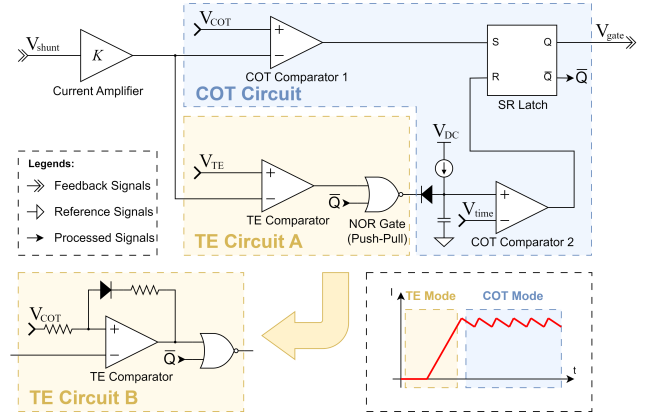 V_COT
+
−
V_shunt
K
Current Amplifier
COT Comparator 1
COT Circuit
S
Q
R
Q̅
V_gate
Q̅
SR Latch
Legends:
Feedback Signals
Reference Signals
Processed Signals
V_TE
+
−
TE Comparator
Q̅
NOR Gate
(Push-Pull)
TE Circuit A
V_DC
+
−
V_time
COT Comparator 2
V_COT
+
−
TE Comparator
Q̅
TE Circuit B
I
TE Mode
COT Mode
t